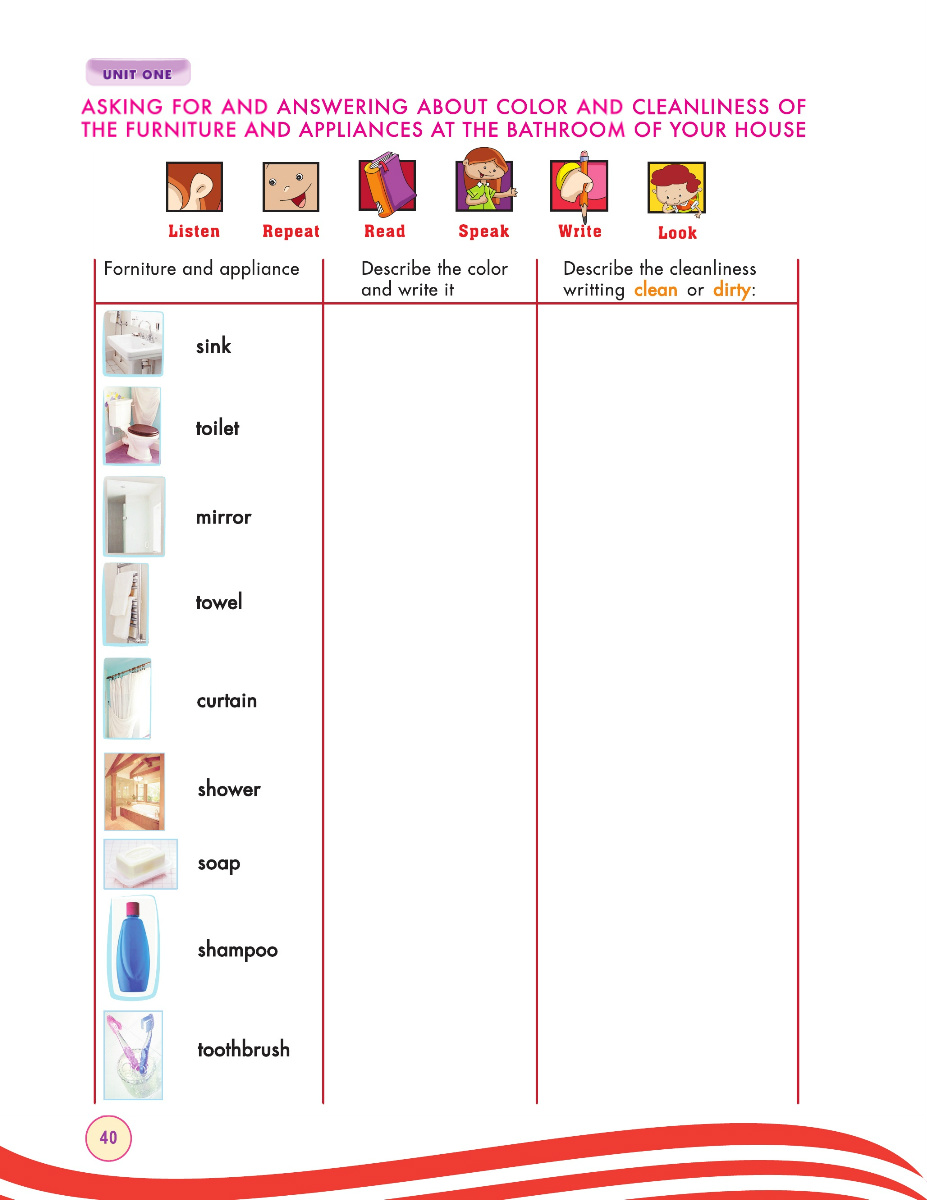 UNIT ONE
ASKING FOR AND ANSWERING ABOUT COLOR AND CLEANLINESS OF
THE FURNITURE AND APPLIANCES AT THE BATHROOM OF YOUR HOUSE
Listen Repeat Read Speak Write Look
Forniture and appliance
Describe the color
and write it
Describe the cleanliness
writting clean or dirty:
sink
toilet
mirror
towel
curtain
shower
soap
shampoo
toothbrush
40